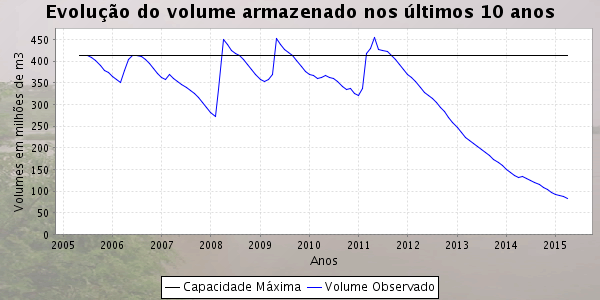 Evolução do volume armazenado nos últimos 10 anos
Volumes em milhões de m3
450
400
350
300
250
200
150
100
50
0
2005 2006 2007 2008 2009 2010 2011 2012 2013 2014 2015
Anos
Capacidade Máxima Volume Observado